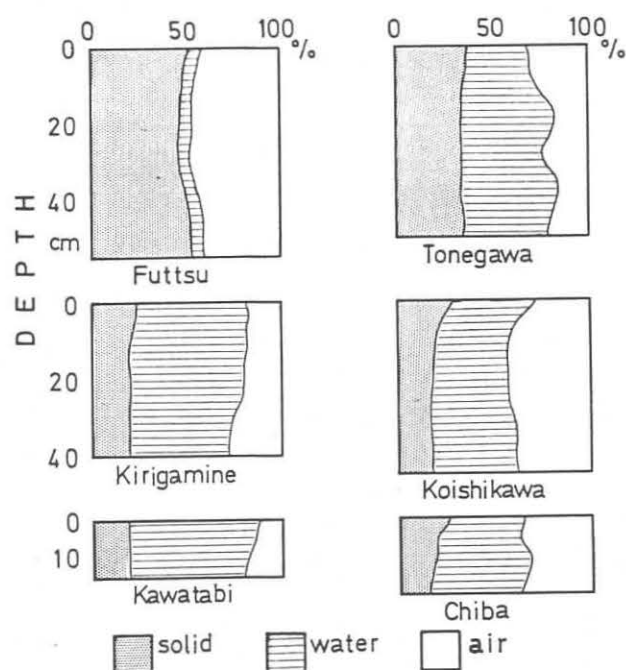 0 50 100 %
0 50 100 %
0
20
40
cm
DEPTH
Futtsu
Tonegawa
0
20
40
Kirigamine
Koishikawa
0
10
Kawatabi
Chiba
solid water air